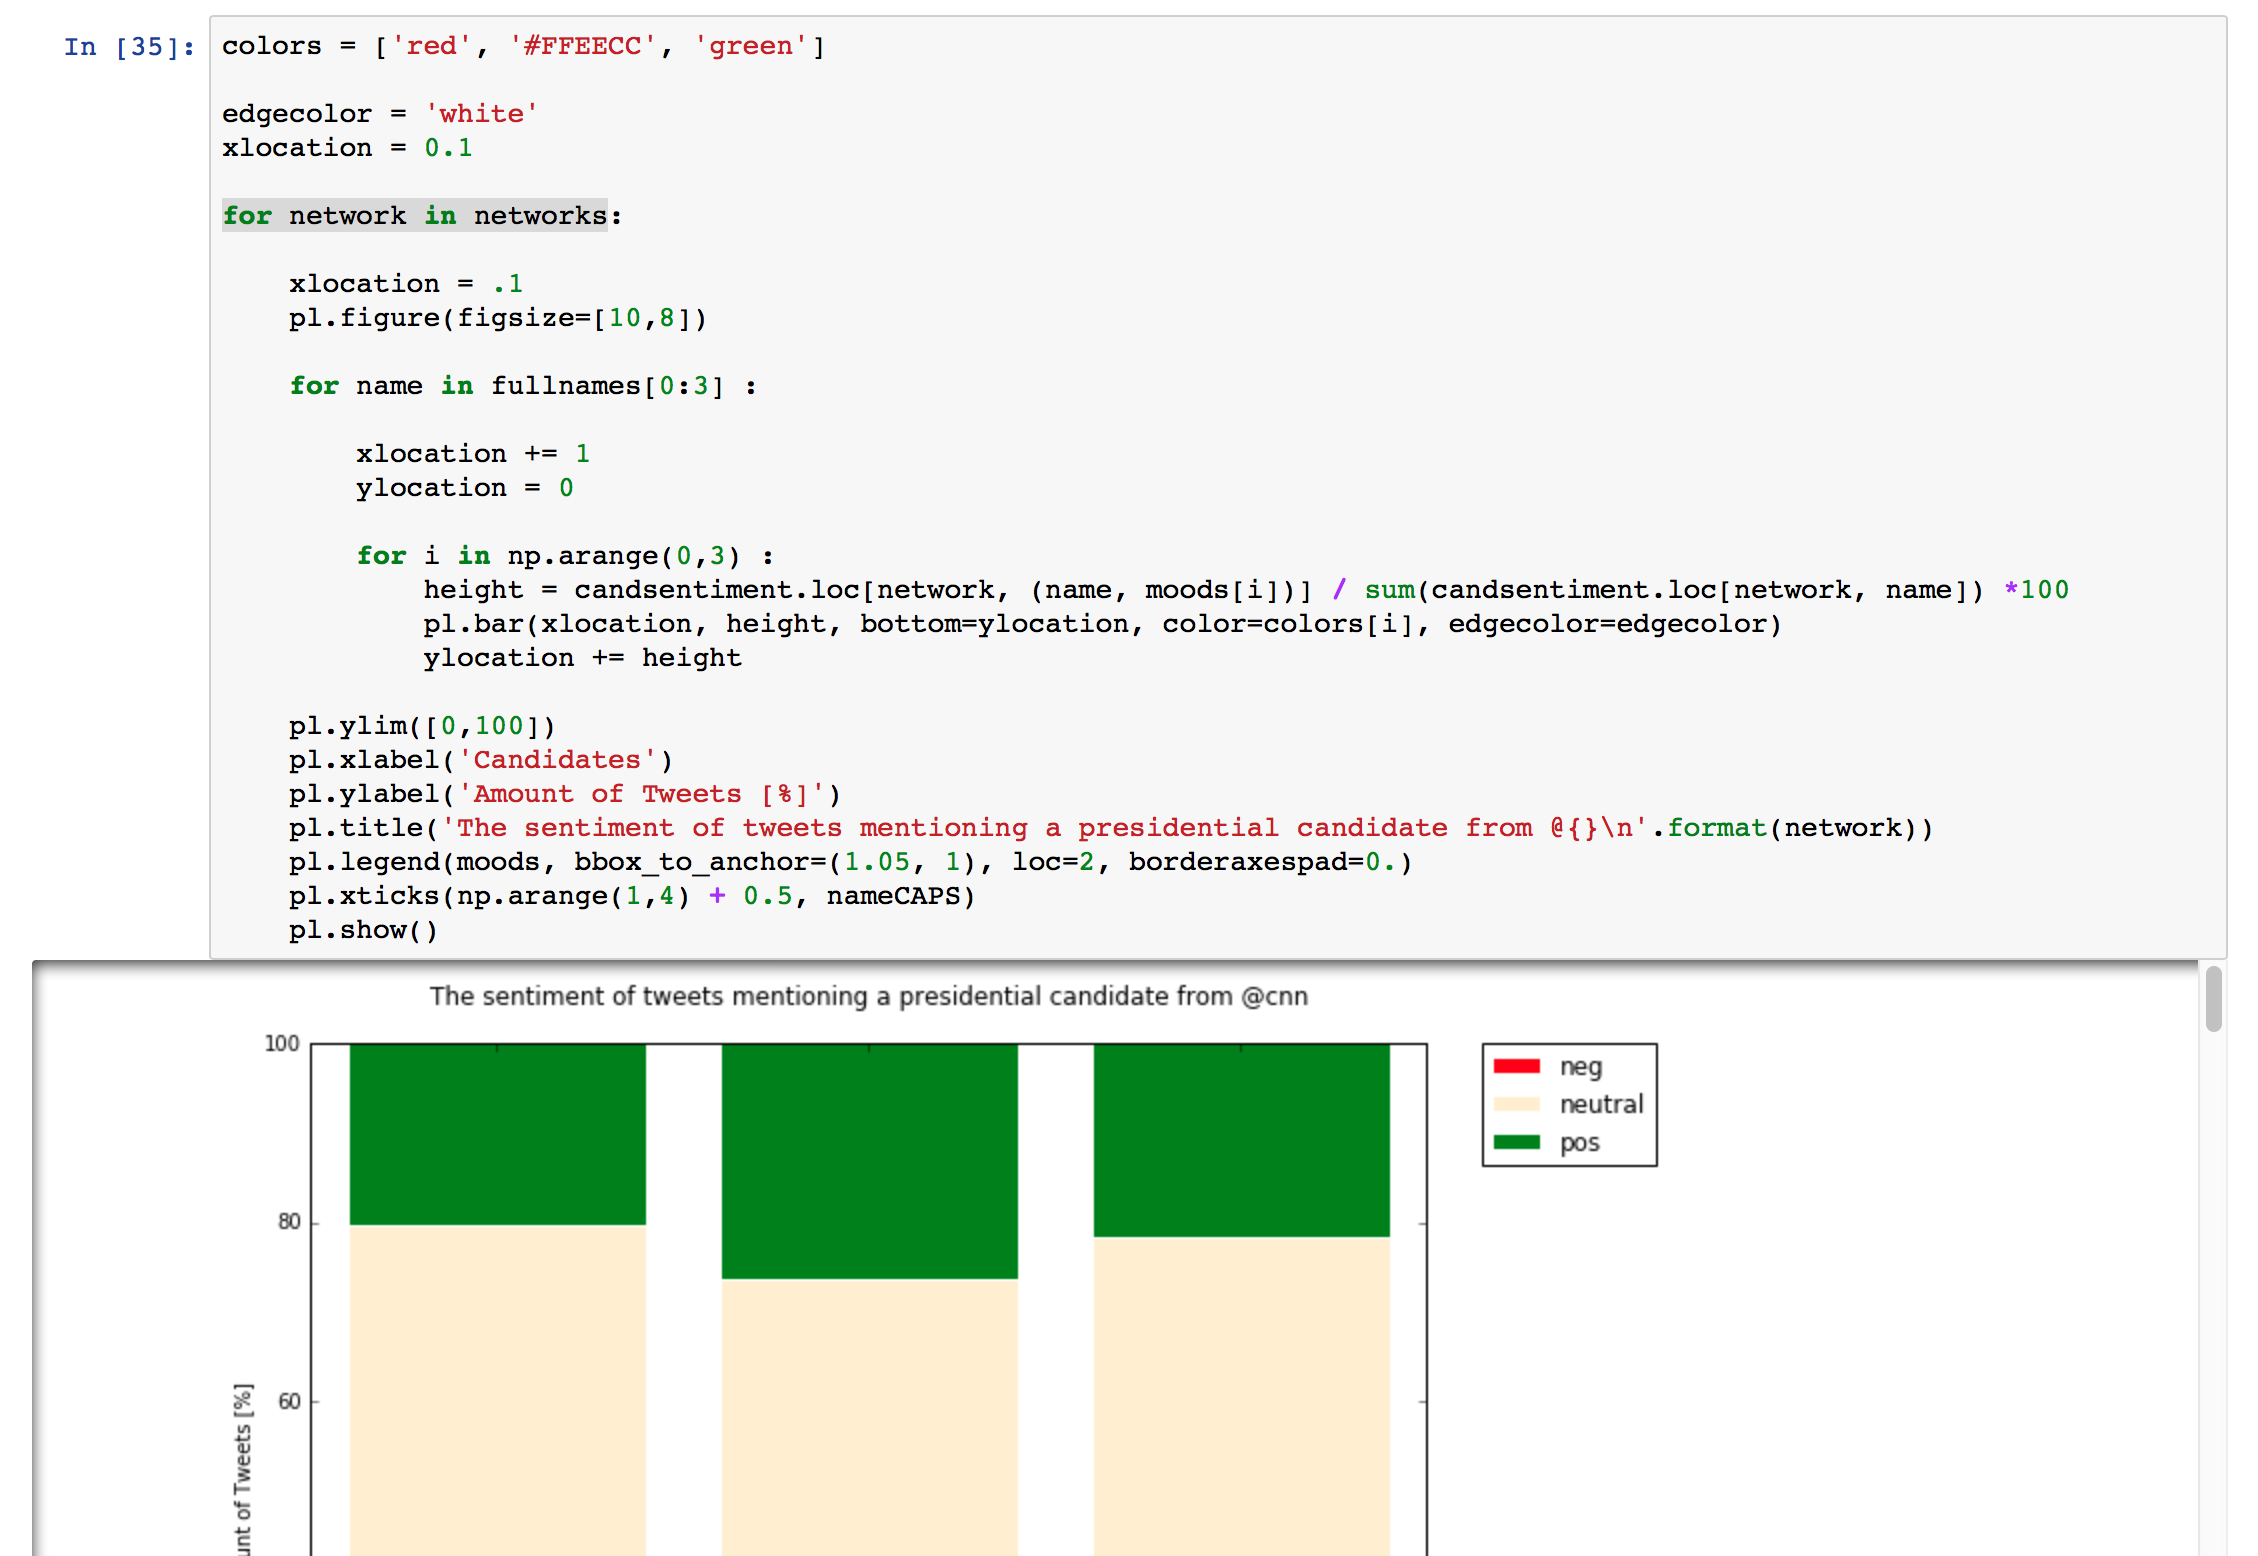 In [35]: colors = ['red', '#FFEECC', 'green']
edgecolor = 'white'
xlocation = 0.1
for network in networks:
xlocation = .1
pl.figure(figsize=[10,8])
for name in fullnames[0:3] :
xlocation += 1
ylocation = 0
for i in np.arange(0,3) :
height = candsentiment.loc[network, (name, moods[i])] / sum(candsentiment.loc[network, name]) *100
pl.bar(xlocation, height, bottom=ylocation, color=colors[i], edgecolor=edgecolor)
ylocation += height
pl.ylim([0,100])
pl.xlabel('Candidates')
pl.ylabel('Amount of Tweets [%]')
pl.title('The sentiment of tweets mentioning a presidential candidate from @{}\n'.format(network))
pl.legend(moods, bbox_to_anchor=(1.05, 1), loc=2, borderaxespad=0.)
pl.xticks(np.arange(1,4) + 0.5, nameCAPS)
pl.show()
The sentiment of tweets mentioning a presidential candidate from @cnn
100
80
60
unt of Tweets [%]
neg
neutral
pos